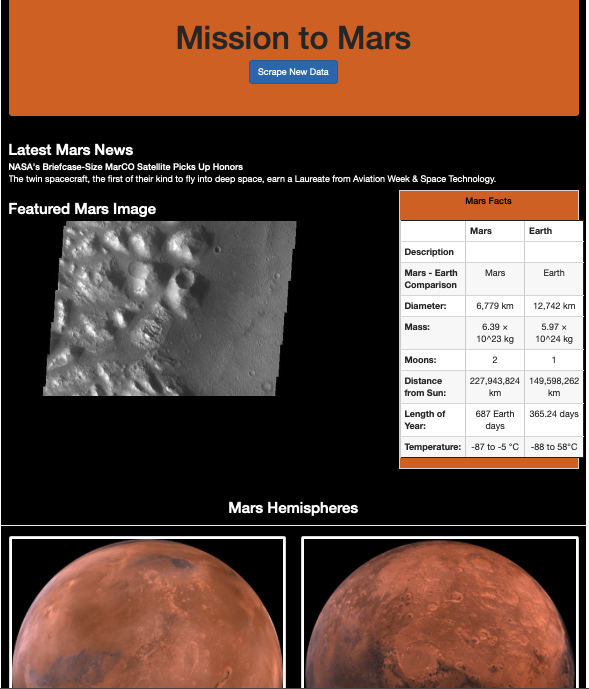 Mission to Mars
Scrape New Data
Latest Mars News
NASA's Briefcase-Size MarCO Satellite Picks Up Honors
The twin spacecraft, the first of their kind to fly into deep space, earn a Laureate from Aviation Week & Space Technology.
Featured Mars Image
Mars Facts
Mars Earth
Description
Mars - Earth Mars Earth
Comparison
Diameter: 6,779 km 12,742 km
Mass: 6.39 × 5.97 ×
10^23 kg 10^24 kg
Moons: 2 1
Distance 227,943,824 149,598,262
from Sun: km km
Length of 687 Earth 365.24 days
Year: days
Temperature: -87 to -5 °C -88 to 58°C
Mars Hemispheres